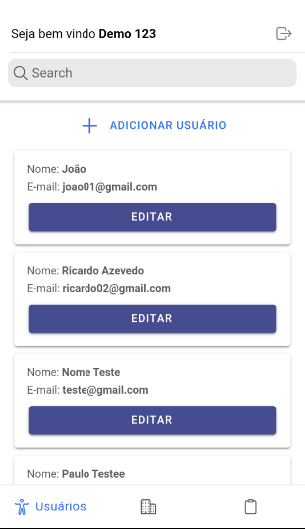 Seja bem vindo Demo 123
Search
ADICIONAR USUÁRIO
Nome: João
E-mail: joao01@gmail.com
EDITAR
Nome: Ricardo Azevedo
E-mail: ricardo02@gmail.com
EDITAR
Nome: Nome Teste
E-mail: teste@gmail.com
EDITAR
Nome: Paulo Testee
Usuários